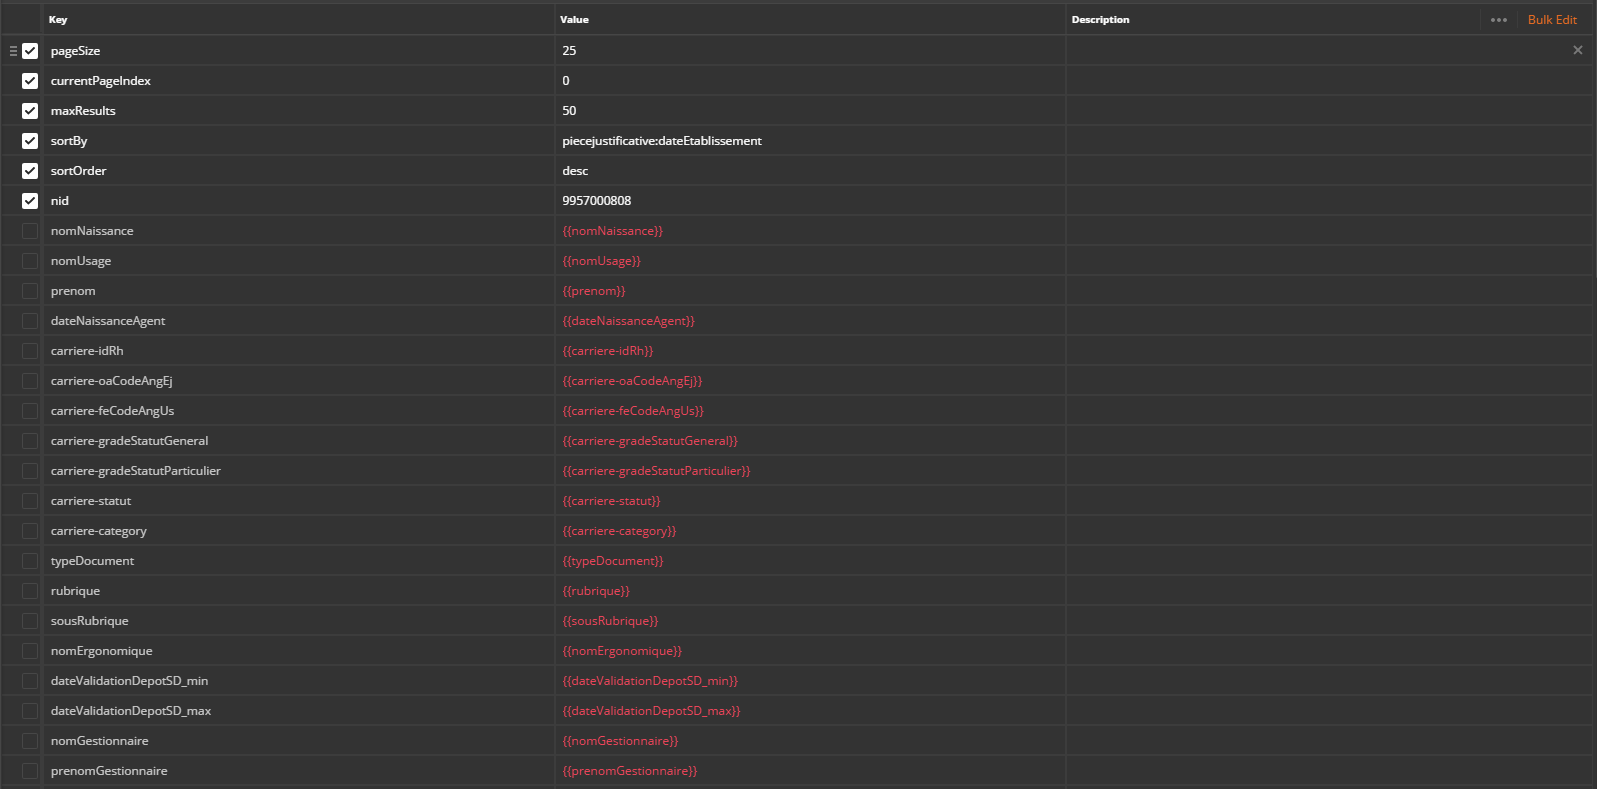 Key Value Description ••• Bulk Edit
pageSize 25
currentPageIndex 0
maxResults 50
sortBy piecejustificative:dateEtablissement
sortOrder desc
nid 9957000808
nomNaissance {{nomNaissance}}
nomUsage {{nomUsage}}
prenom {{prenom}}
dateNaissanceAgent {{dateNaissanceAgent}}
carriere-idRh {{carriere-idRh}}
carriere-oaCodeAngEj {{carriere-oaCodeAngEj}}
carriere-feCodeAngUs {{carriere-feCodeAngUs}}
carriere-gradeStatutGeneral {{carriere-gradeStatutGeneral}}
carriere-gradeStatutParticulier {{carriere-gradeStatutParticulier}}
carriere-statut {{carriere-statut}}
carriere-category {{carriere-category}}
typeDocument {{typeDocument}}
rubrique {{rubrique}}
sousRubrique {{sousRubrique}}
nomErgonomique {{nomErgonomique}}
dateValidationDepotSD_min {{dateValidationDepotSD_min}}
dateValidationDepotSD_max {{dateValidationDepotSD_max}}
nomGestionnaire {{nomGestionnaire}}
prenomGestionnaire {{prenomGestionnaire}}